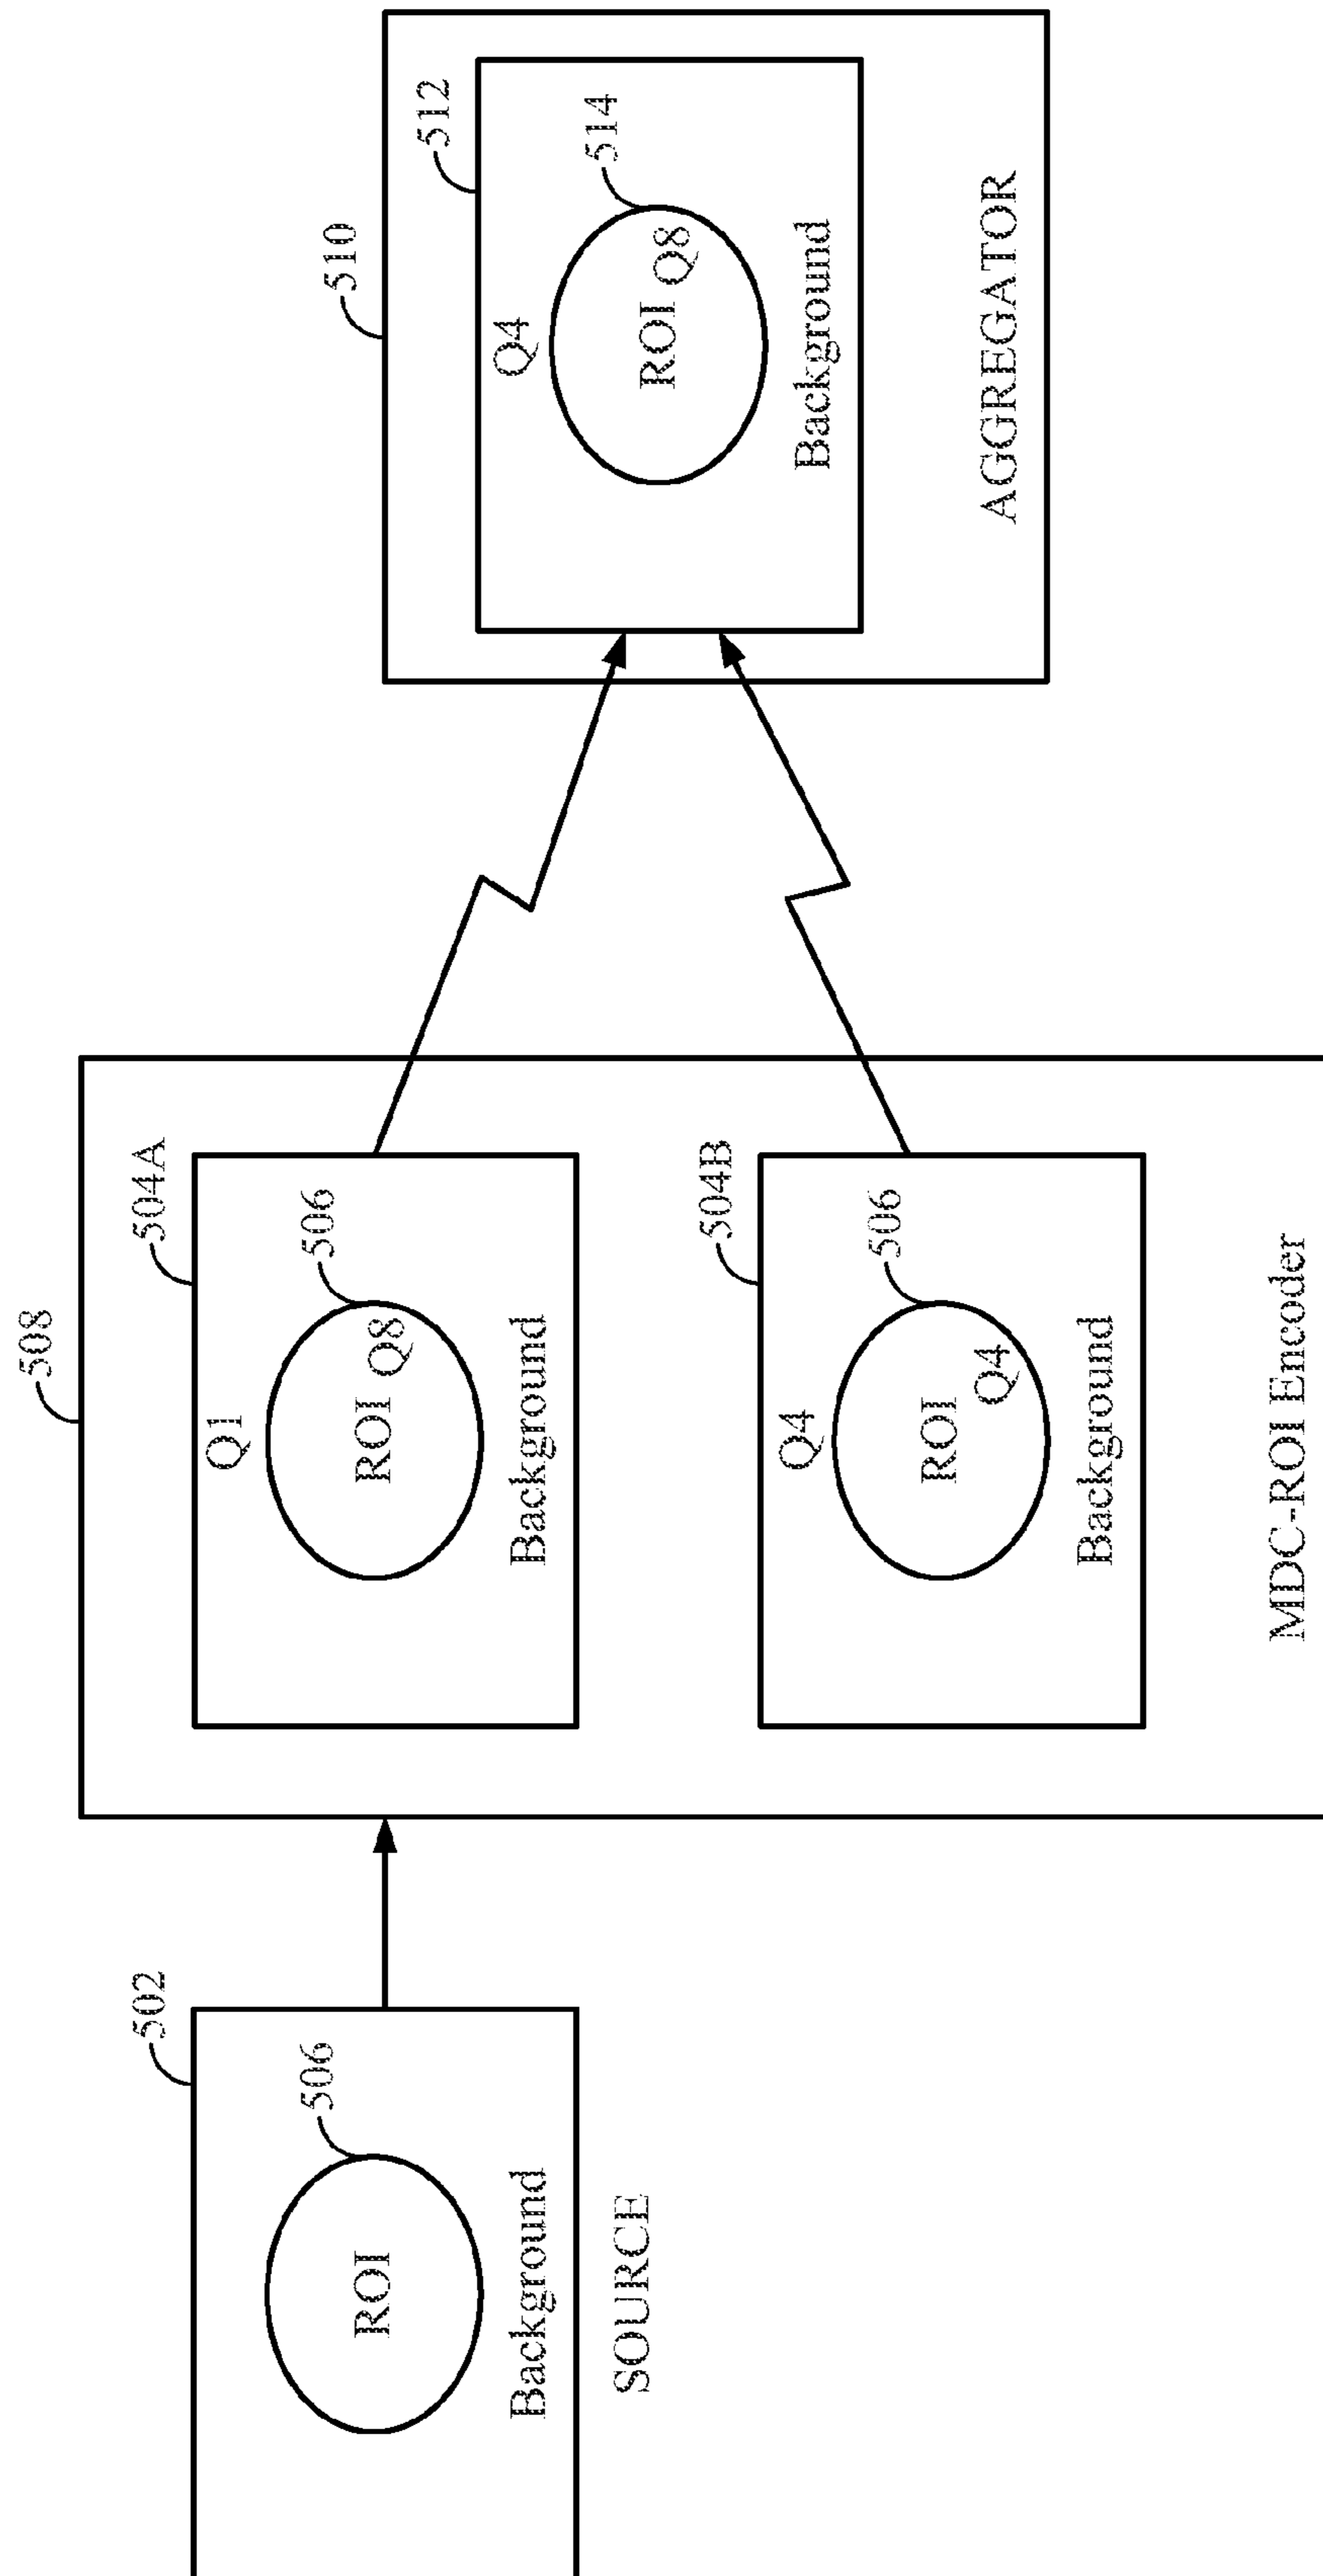 502
506
ROI
Background
SOURCE
508
504A
Q1
506
ROI
Q8
Background
504B
Q4
506
ROI
Q4
Background
MDC-ROI Encoder
510
512
Q4
514
ROI
Q8
Background
AGGREGATOR